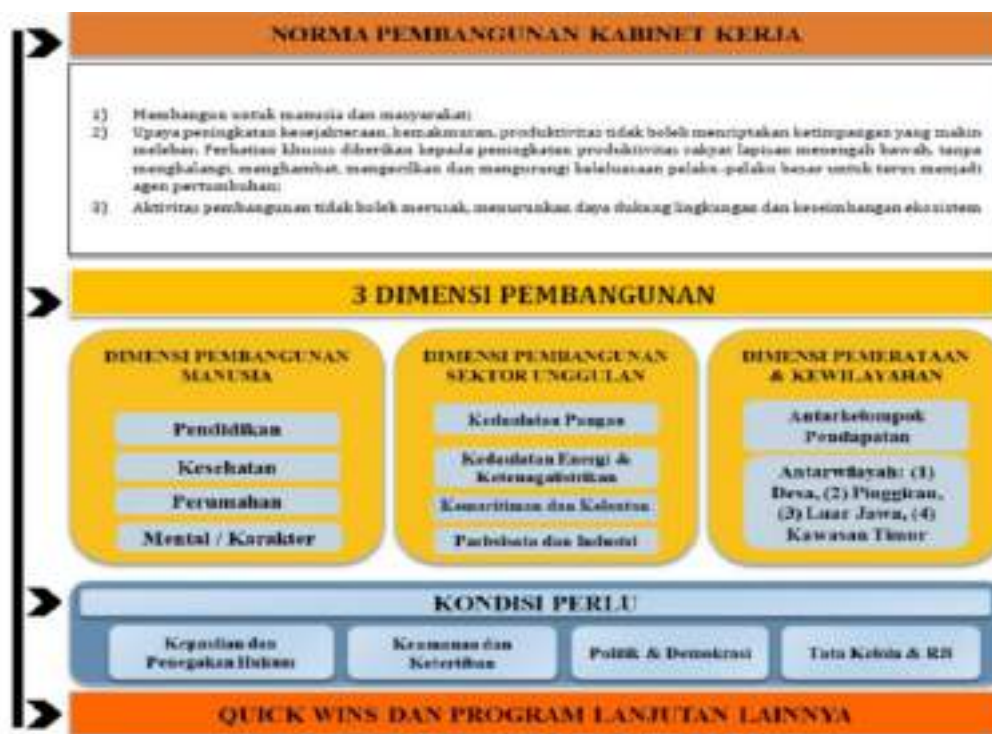 NORMA PEMBANGUNAN KABINET KERJA
1) Membangun untuk manusia dan masyarakat;
2) Upaya peningkatan kesejahteraan, kemakmuran, produktivitas tidak boleh menciptakan ketimpangan yang makin
melebar. Perhatian khusus diberikan kepada peningkatan produktivitas rakyat lapisan menengah bawah, tanpa
menghalangi, menghambat, mengecilkan dan mengurangi keleluasaan pelaku-pelaku besar untuk terus menjadi
agen pertumbuhan;
3) Aktivitas pembangunan tidak boleh merusak, menurunkan daya dukung lingkungan dan keseimbangan ekosistem
3 DIMENSI PEMBANGUNAN
DIMENSI PEMBANGUNAN
MANUSIA
Pendidikan
Kesehatan
Perumahan
Mental / Karakter
DIMENSI PEMBANGUNAN
SEKTOR UNGGULAN
Kedaulatan Pangan
Kedaulatan Energi &
Ketenagalistrikan
Kemaritiman dan Kelautan
Pariwisata dan Industri
DIMENSI PEMERATAAN
& KEWILAYAHAN
Antarkelompok
Pendapatan
Antarwilayah: (1)
Desa, (2) Pinggiran,
(3) Luar Jawa, (4)
Kawasan Timur
KONDISI PERLU
Kepastian dan
Penegakan Hukum
Keamanan dan
Ketertiban
Politik & Demokrasi
Tata Kelola & RB
QUICK WINS DAN PROGRAM LANJUTAN LAINNYA